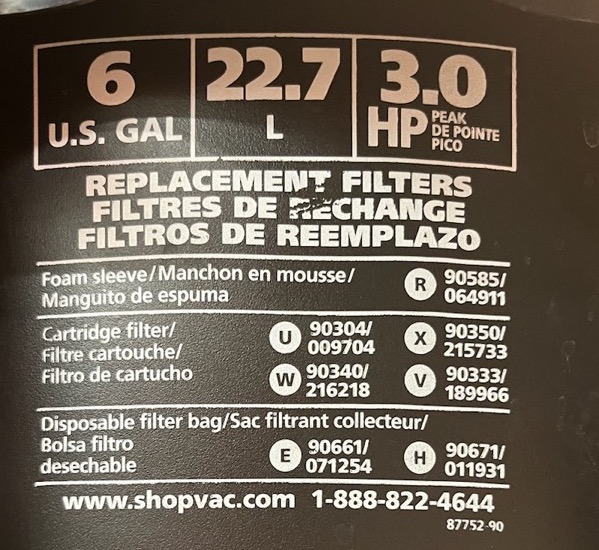 6
U.S. GAL
22.7
L
3.0
HP PEAK
DE POINTE
PICO
REPLACEMENT FILTERS
FILTRES DE RECHANGE
FILTROS DE REEMPLAZO
Foam sleeve/Manchon en mousse/
Manguito de espuma
R 90585/
064911
Cartridge filter/
Filtre cartouche/
Filtro de cartucho
U 90304/
009704
X 90350/
215733
W 90340/
216218
V 90333/
189966
Disposable filter bag/Sac filtrant collecteur/
Bolsa filtro
desechable
E 90661/
071254
H 90671/
011931
www.shopvac.com 1-888-822-4644
87752-90